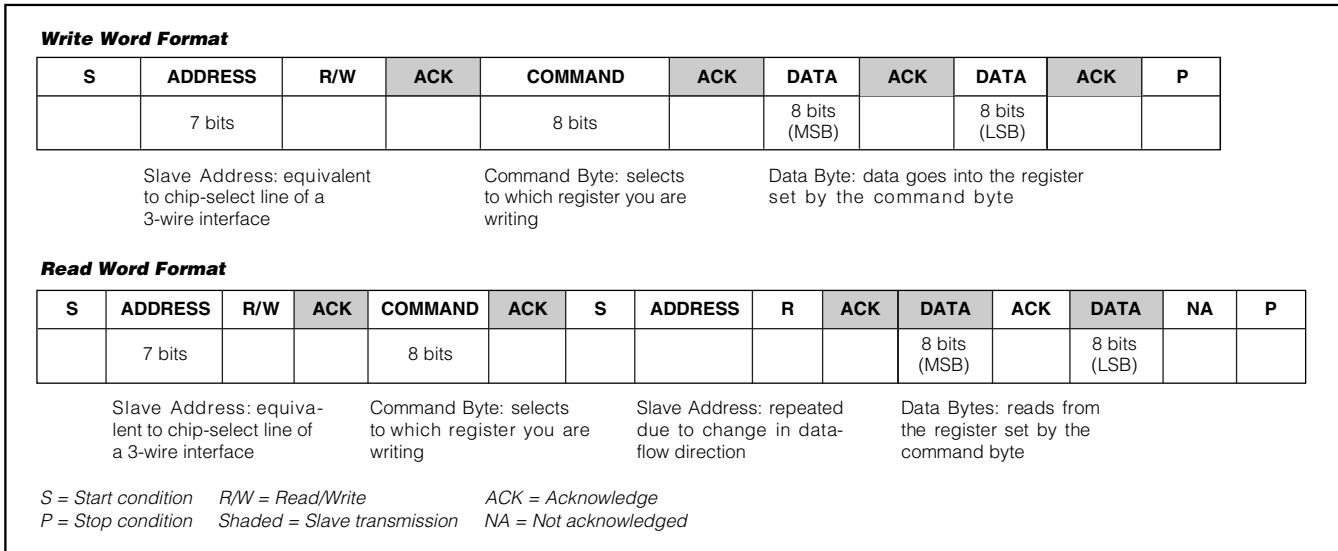 Write Word Format
S ADDRESS R/W ACK COMMAND ACK DATA ACK DATA ACK P
7 bits 8 bits 8 bits (MSB) 8 bits (LSB)
Slave Address: equivalent
to chip-select line of a
3-wire interface
Command Byte: selects
to which register you are
writing
Data Byte: data goes into the register
set by the command byte
Read Word Format
S ADDRESS R/W ACK COMMAND ACK S ADDRESS R ACK DATA ACK DATA NA P
7 bits 8 bits 8 bits (MSB) 8 bits (LSB)
Slave Address: equiva-
lent to chip-select line of
a 3-wire interface
Command Byte: selects
to which register you are
writing
Slave Address: repeated
due to change in data-
flow direction
Data Bytes: reads from
the register set by the
command byte
S = Start condition R/W = Read/Write ACK = Acknowledge
P = Stop condition Shaded = Slave transmission NA = Not acknowledged